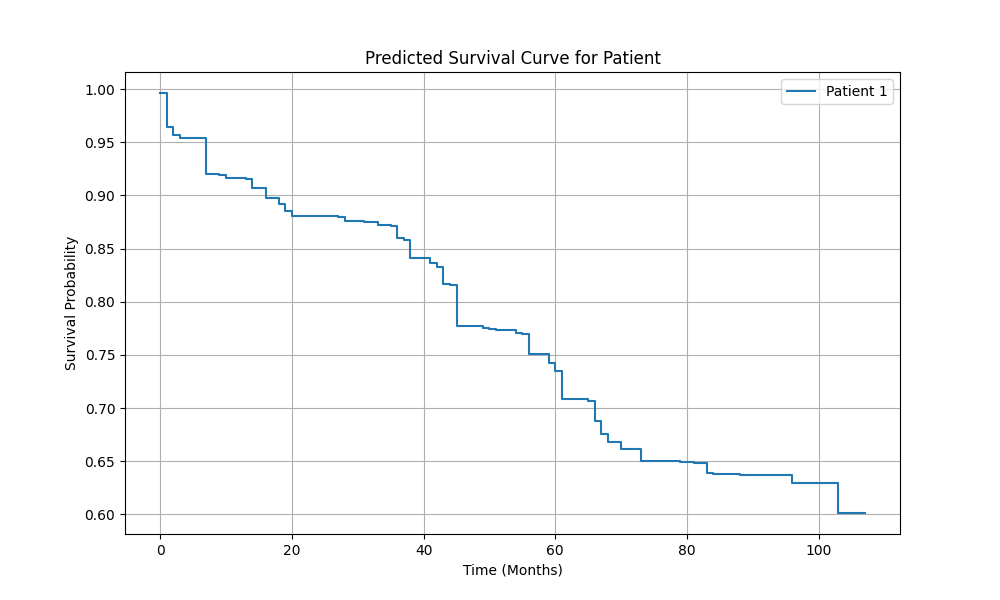 Predicted Survival Curve for Patient
Patient 1
1.00
0.95
0.90
0.85
0.80
0.75
0.70
0.65
0.60
Survival Probability
0 20 40 60 80 100
Time (Months)